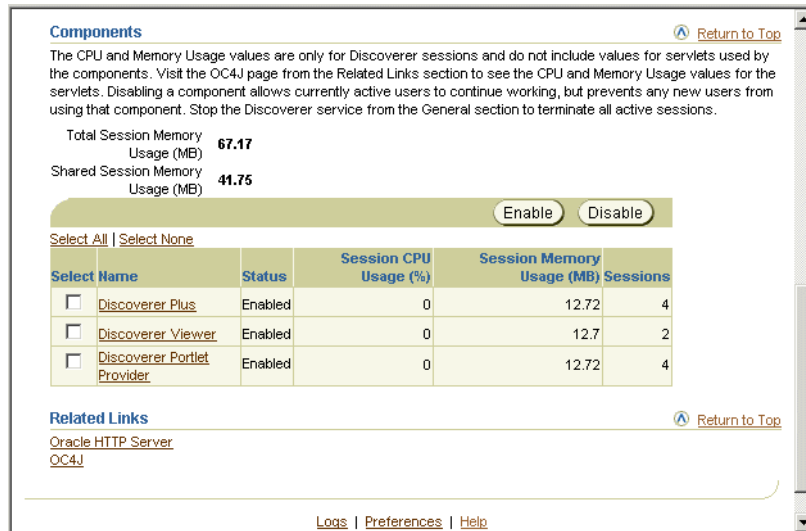 Components
Return to Top
The CPU and Memory Usage values are only for Discoverer sessions and do not include values for servlets used by
the components. Visit the OC4J page from the Related Links section to see the CPU and Memory Usage values for the
servlets. Disabling a component allows currently active users to continue working, but prevents any new users from
using that component. Stop the Discoverer service from the General section to terminate all active sessions.
Total Session Memory
Usage (MB) 67.17
Shared Session Memory
Usage (MB) 41.75
Enable Disable
Select All | Select None
Select Name Status Session CPU Usage (%) Session Memory Usage (MB) Sessions
Discoverer Plus Enabled 0 12.72 4
Discoverer Viewer Enabled 0 12.7 2
Discoverer Portlet Provider Enabled 0 12.72 4
Related Links
Return to Top
Oracle HTTP Server
OC4J
Logs | Preferences | Help